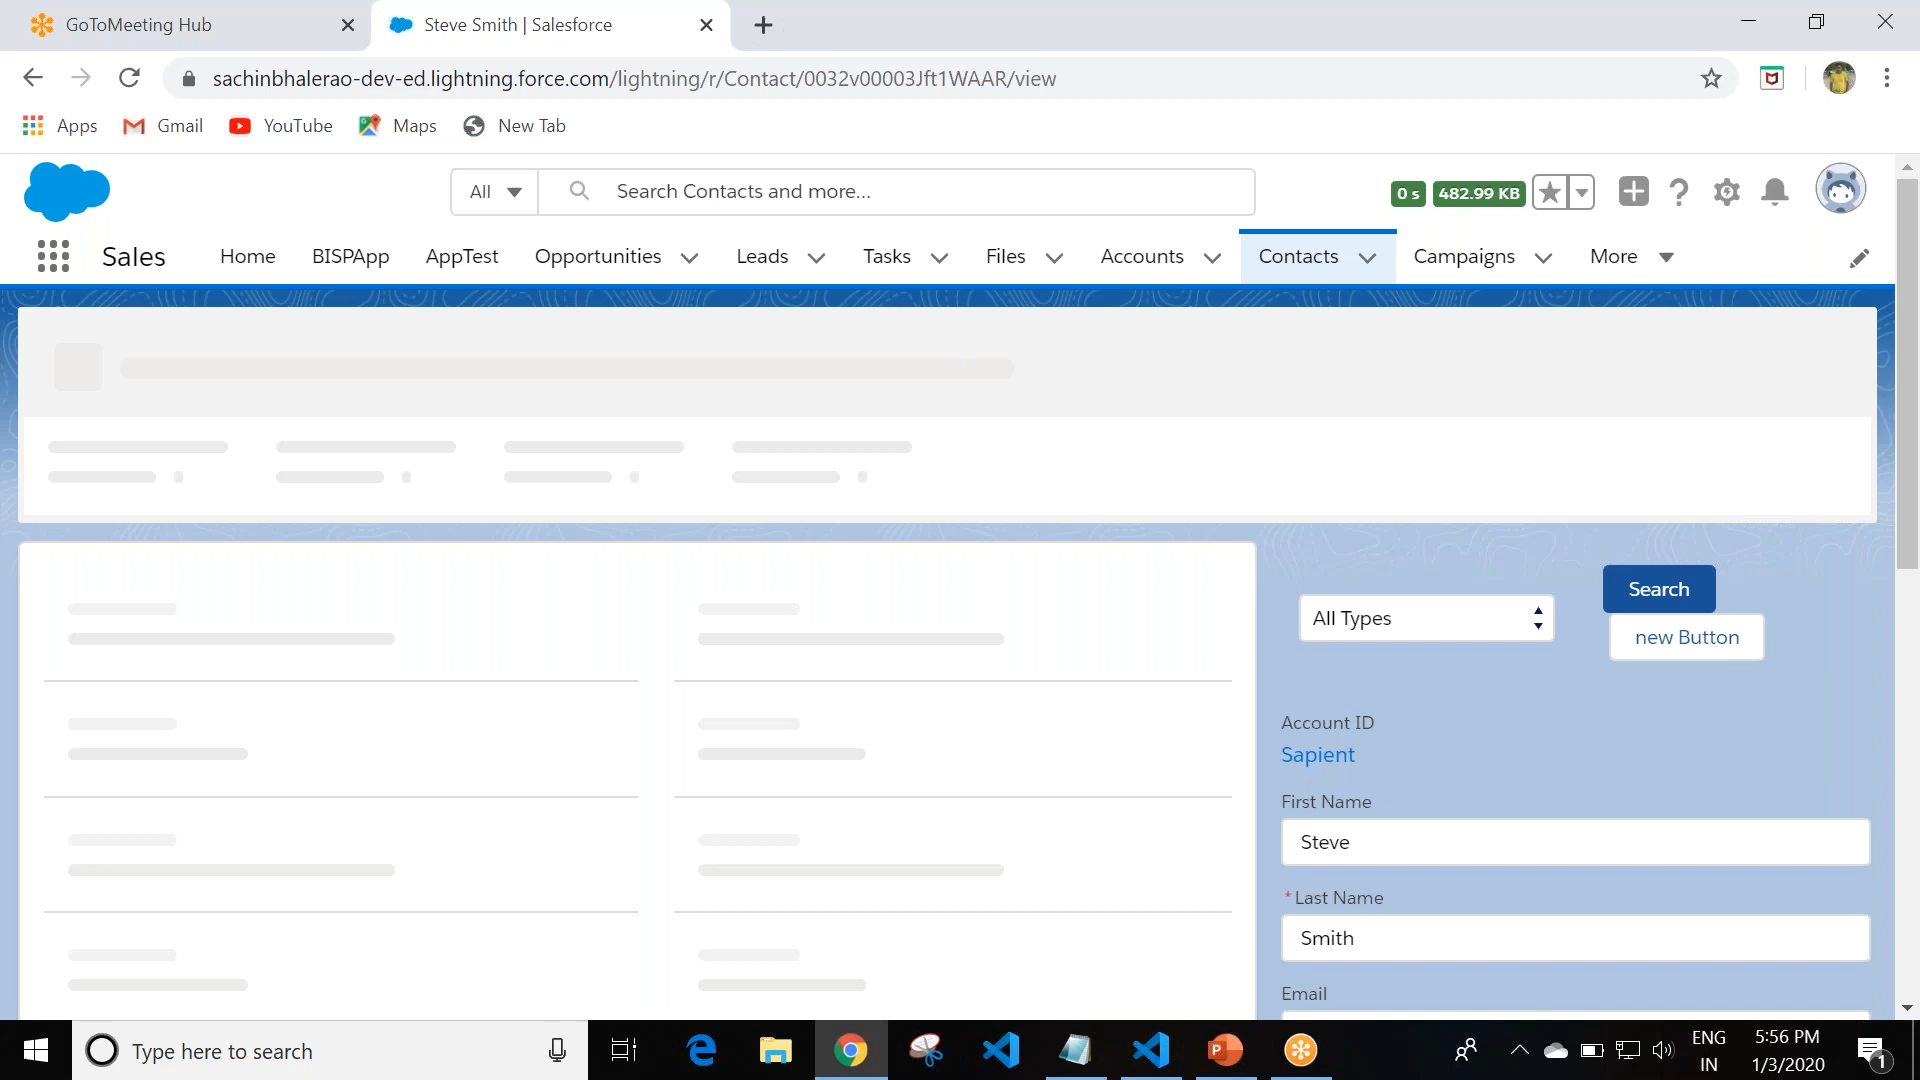 GoToMeeting Hub
Steve Smith | Salesforce
sachinbhalerao-dev-ed.lightning.force.com/lightning/r/Contact/0032v00003Jft1WAAR/view
Apps Gmail YouTube Maps New Tab
All Search Contacts and more... 0 s 482.99 KB
Sales Home BISPApp AppTest Opportunities Leads Tasks Files Accounts Contacts Campaigns More
Search
All Types
new Button
Account ID
Sapient
First Name
Steve
* Last Name
Smith
Email
Type here to search
ENG 5:56 PM
IN 1/3/2020
1